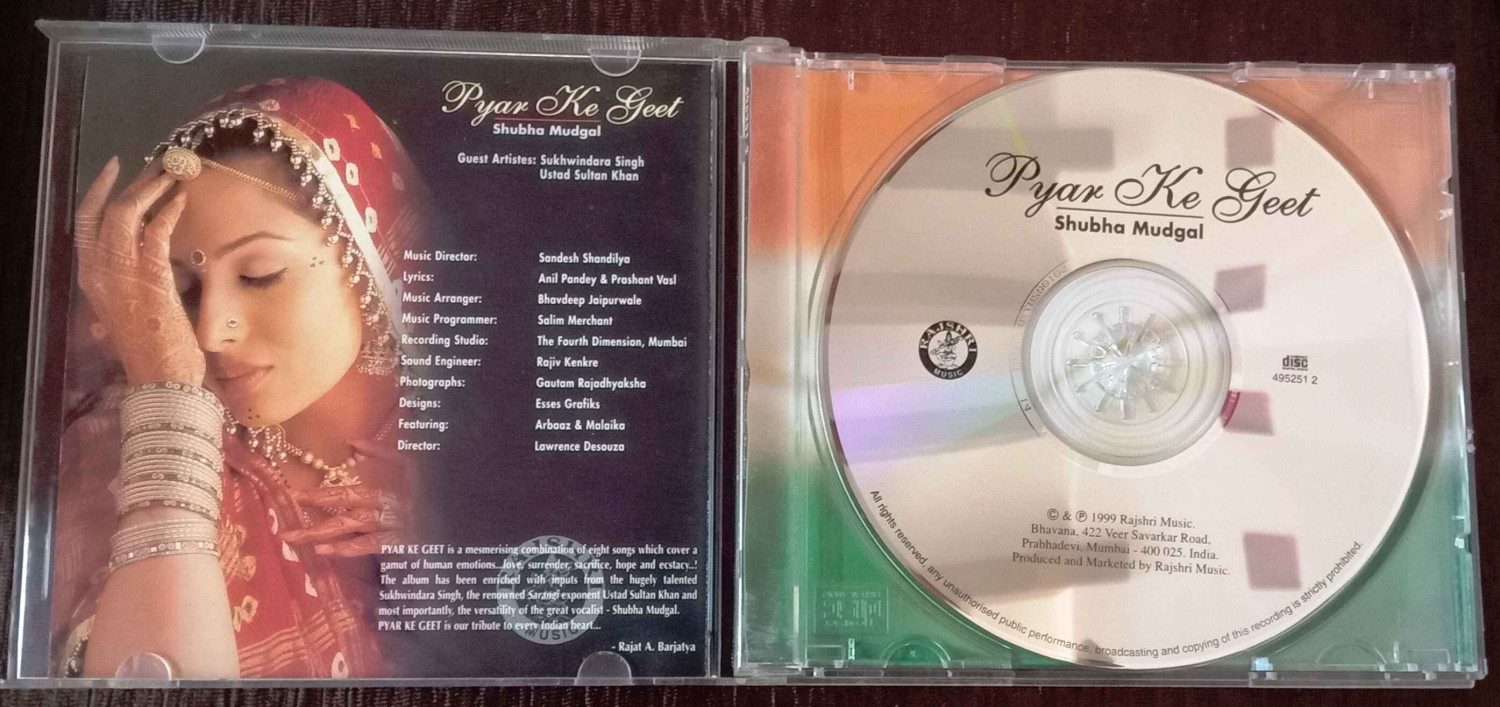 Pyar Ke Geet
Shubha Mudgal
Guest Artistes: Sukhwindara Singh
Ustad Sultan Khan
Music Director: Sandesh Shandilya
Lyrics: Anil Pandey & Prashant Vasl
Music Arranger: Bhavdeep Jaipurwale
Music Programmer: Salim Merchant
Recording Studio: The Fourth Dimension, Mumbai
Sound Engineer: Rajiv Kenkre
Photographs: Gautam Rajadhyaksha
Designs: Esses Grafiks
Featuring: Arbaaz & Malaika
Director: Lawrence Desouza
PYAR KE GEET is a mesmerising combination of eight songs which cover a
gamut of human emotions...love, surrender, sacrifice, hope and ecstacy..!
The album has been enriched with inputs from the hugely talented
Sukhwindara Singh, the renowned Sarangi exponent Ustad Sultan Khan and
most importantly, the versatility of the great vocalist - Shubha Mudgal.
PYAR KE GEET is our tribute to every Indian heart...
- Rajat A. Barjatya
MUSIC
Pyar Ke Geet
Shubha Mudgal
RAJSHRI
MUSIC
disc
495251 2
© & ℗ 1999 Rajshri Music.
Bhavana, 422 Veer Savarkar Road,
Prabhadevi, Mumbai - 400 025. India.
Produced and Marketed by Rajshri Music.
All rights reserved, any unauthorised public performance, broadcasting and copying of this recording is strictly prohibited.